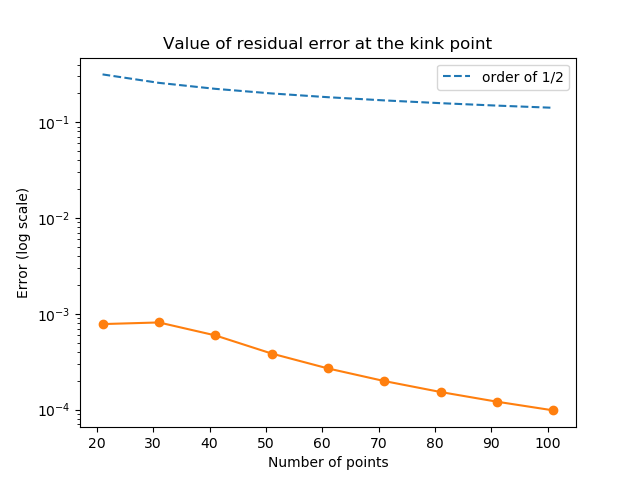 Value of residual error at the kink point
order of 1/2
Error (log scale)
10⁻¹
10⁻²
10⁻³
10⁻⁴
20 30 40 50 60 70 80 90 100
Number of points